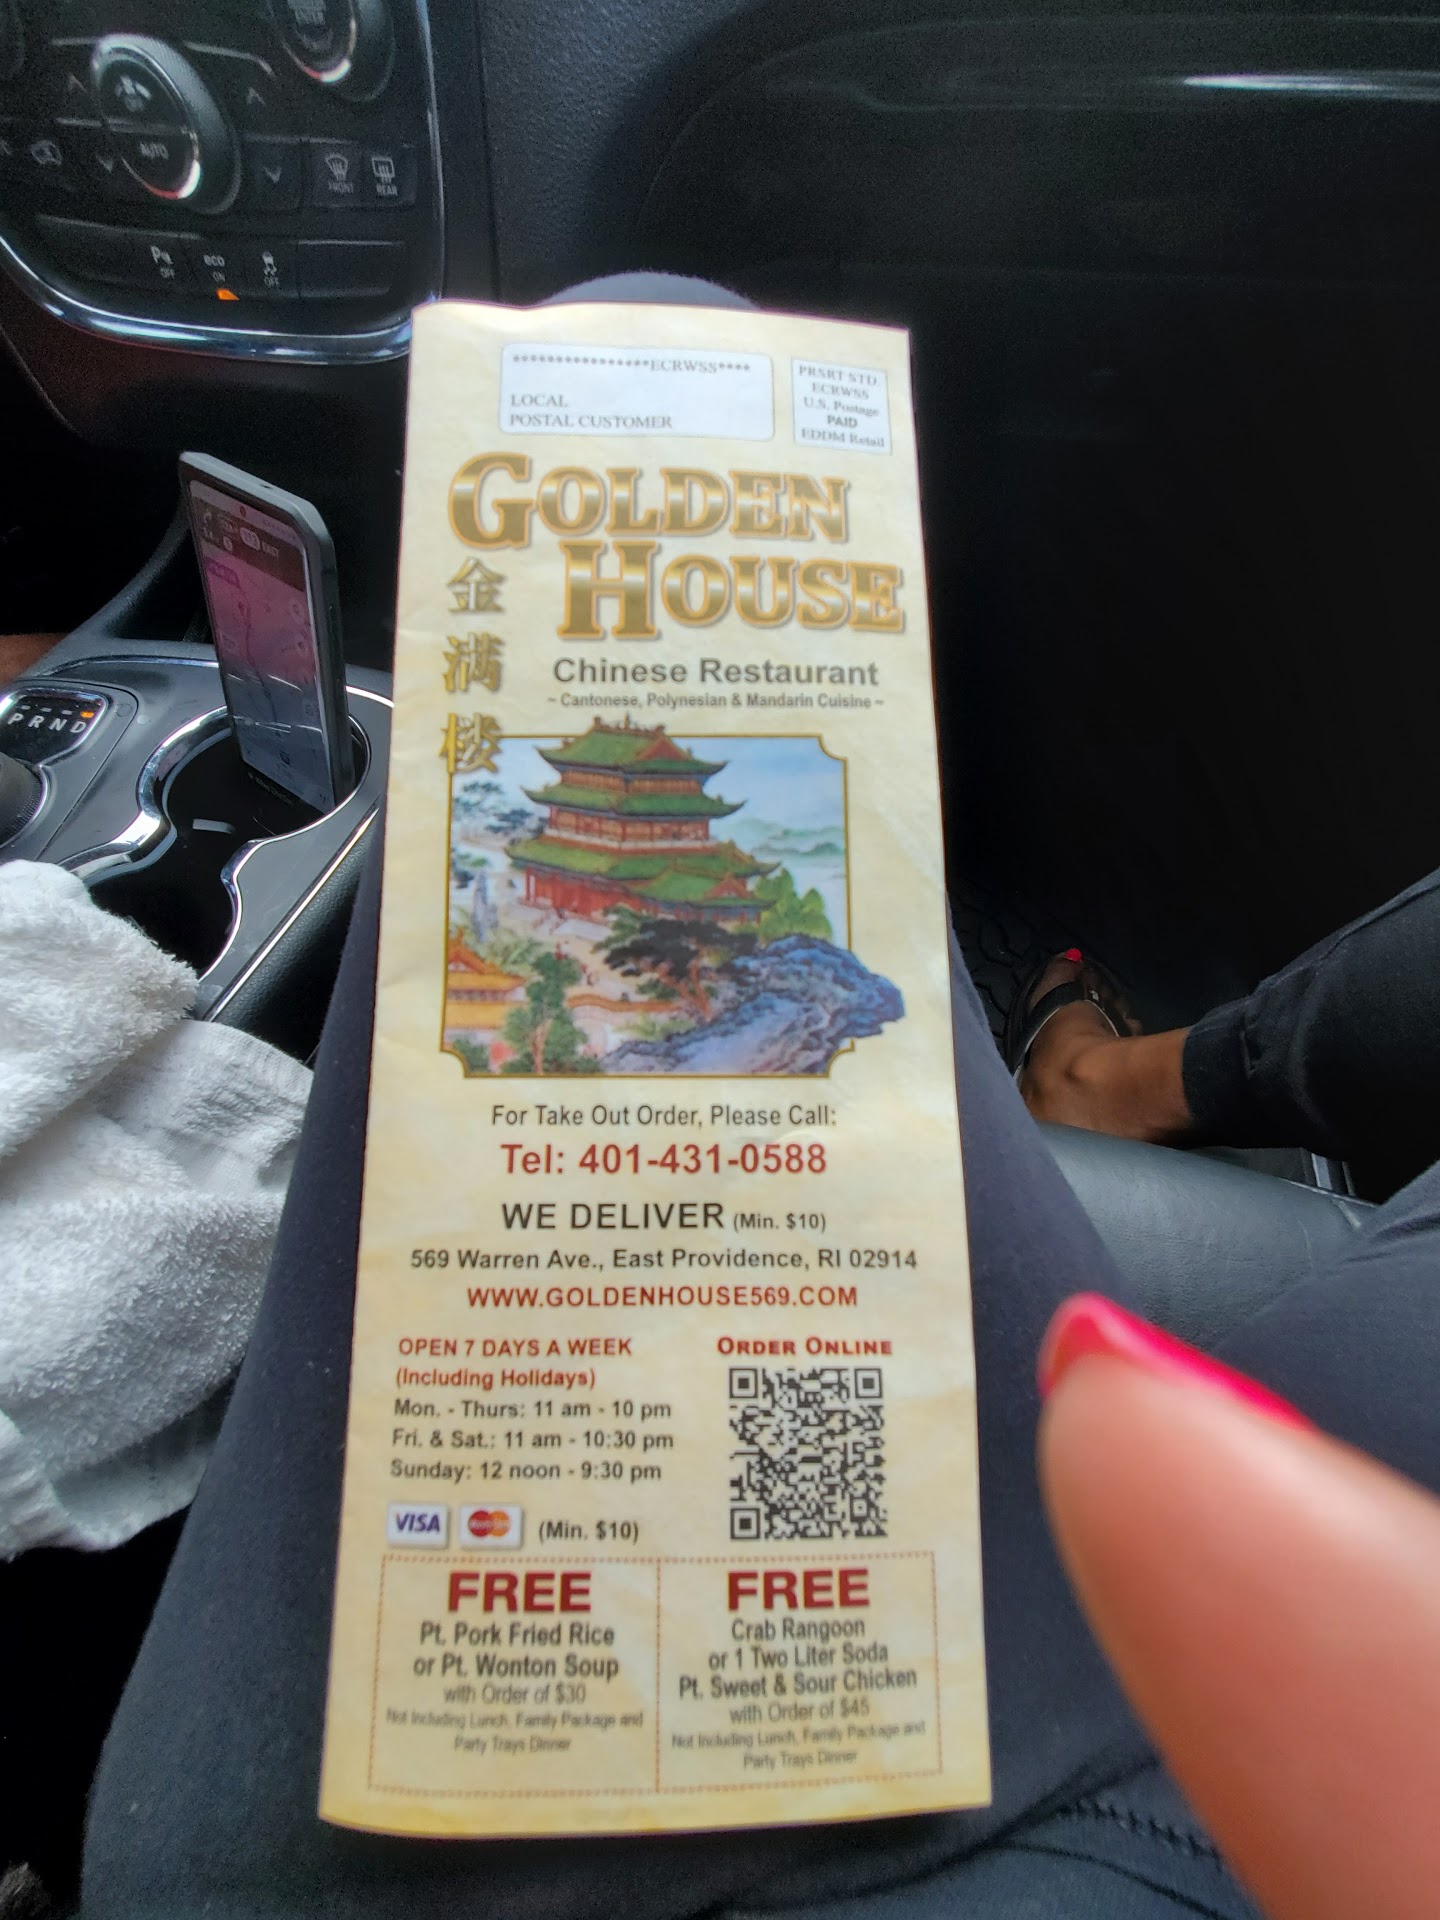 AUTO
FRONT
REAR
OFF
eco
ON
OFF
P R N D
EAST
****************ECRWSS****
LOCAL
POSTAL CUSTOMER
PRSRT STD
ECRWSS
U.S. Postage
PAID
EDDM Retail
GOLDEN
HOUSE
金
满
楼
Chinese Restaurant
~ Cantonese, Polynesian & Mandarin Cuisine ~
For Take Out Order, Please Call:
Tel: 401-431-0588
WE DELIVER (Min. $10)
569 Warren Ave., East Providence, RI 02914
WWW.GOLDENHOUSE569.COM
OPEN 7 DAYS A WEEK
(Including Holidays)
Mon. - Thurs: 11 am - 10 pm
Fri. & Sat.: 11 am - 10:30 pm
Sunday: 12 noon - 9:30 pm
VISA
(Min. $10)
ORDER ONLINE
FREE
Pt. Pork Fried Rice
or Pt. Wonton Soup
with Order of $30
Not Including Lunch, Family Package and
Party Trays Dinner
FREE
Crab Rangoon
or 1 Two Liter Soda
Pt. Sweet & Sour Chicken
with Order of $45
Not Including Lunch, Family Package and
Party Trays Dinner